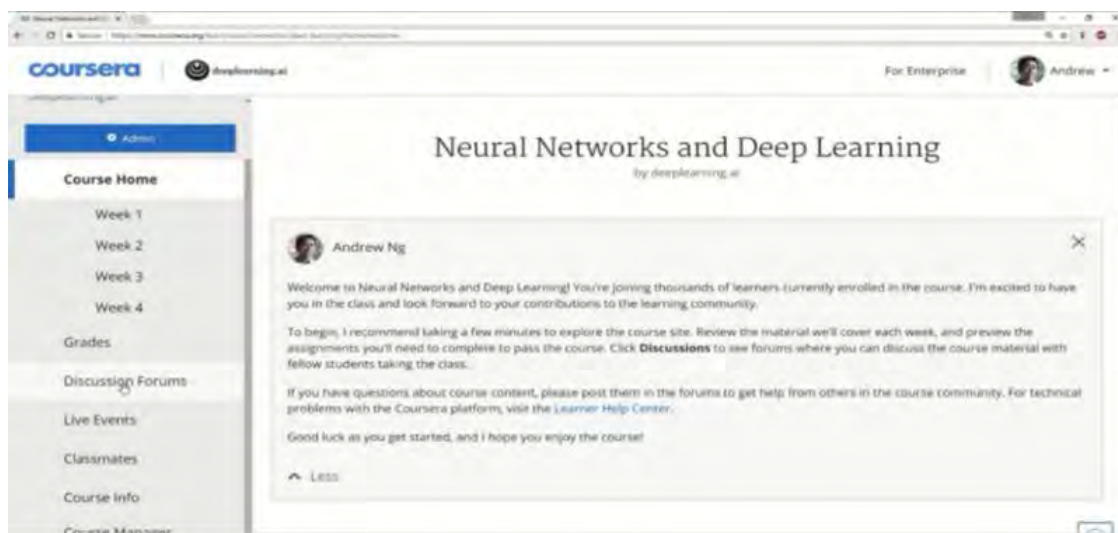 coursera
deeplearning.ai
For Enterprise
Andrew
Admin
Course Home
Week 1
Week 2
Week 3
Week 4
Grades
Discussion Forums
Live Events
Classmates
Course Info
Course Manager
Neural Networks and Deep Learning
by deeplearning.ai
Andrew Ng
Welcome to Neural Networks and Deep Learning! You're joining thousands of learners currently enrolled in the course. I'm excited to have
you in the class and look forward to your contributions to the learning community.
To begin, I recommend taking a few minutes to explore the course site. Review the material we'll cover each week, and preview the
assignments you'll need to complete to pass the course. Click Discussions to see forums where you can discuss the course material with
fellow students taking the class.
If you have questions about course content, please post them in the forums to get help from others in the course community. For technical
problems with the Coursera platform, visit the Learner Help Center.
Good luck as you get started, and I hope you enjoy the course!
Less